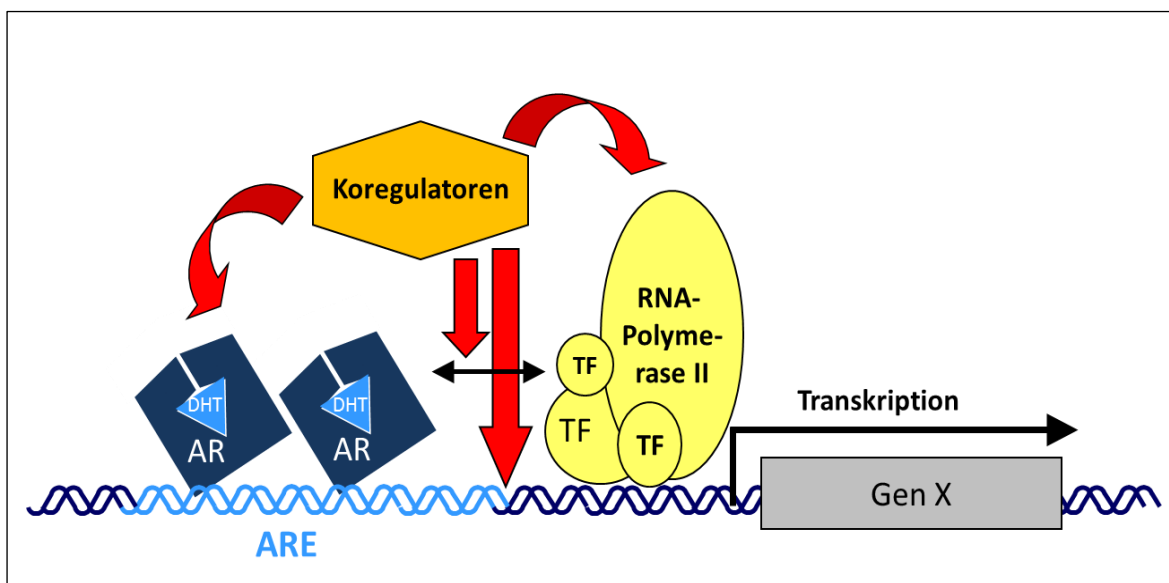 Koregulatoren
RNA-
Polyme-
rase II
TF
DHT
DHT
Transkription
TF
TF
AR
AR
Gen X
ARE